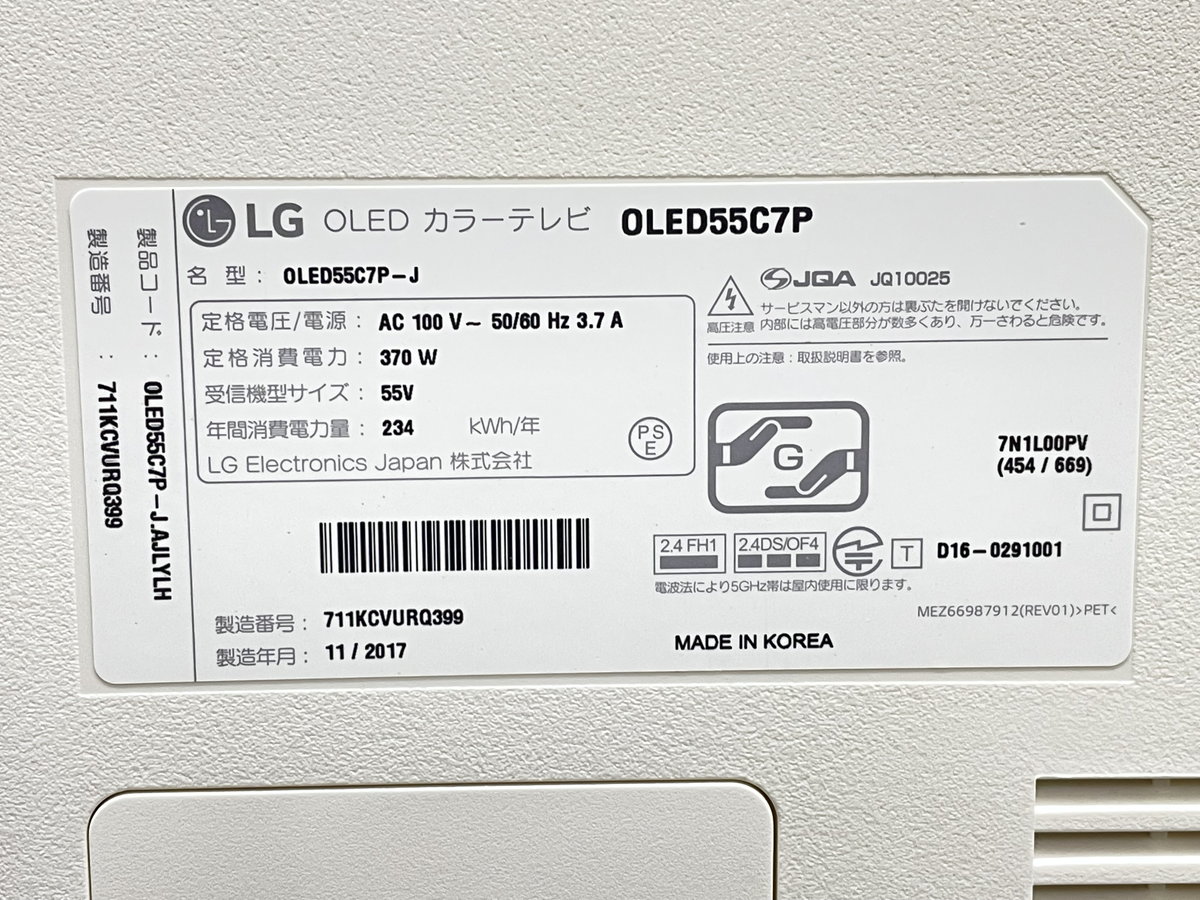 LG OLED カラーテレビ OLED55C7P
名 型 : OLED55C7P-J
定格電圧/電源 : AC 100 V~ 50/60 Hz 3.7 A
定格消費電力 : 370 W
受信機型サイズ : 55V
年間消費電力量 : 234 kWh/年
LG Electronics Japan 株式会社
PS
E
製造番号 : 711KCVURQ399
製造年月 : 11 / 2017
JQA JQ10025
サービスマン以外の方は裏ぶたを開けないでください。
高圧注意 内部には高電圧部分が数多くあり、万一さわると危険です。
使用上の注意 : 取扱説明書を参照。
G
7N1L00PV
(454 / 669)
2.4 FH1 2.4DS/OF4 T D16-0291001
電波法により5GHz帯は屋内使用に限ります。
MEZ66987912(REV01)>PET<
MADE IN KOREA
製品コード : OLED55C7P-J.AJLYLH
製造番号 : 711KCVURQ399